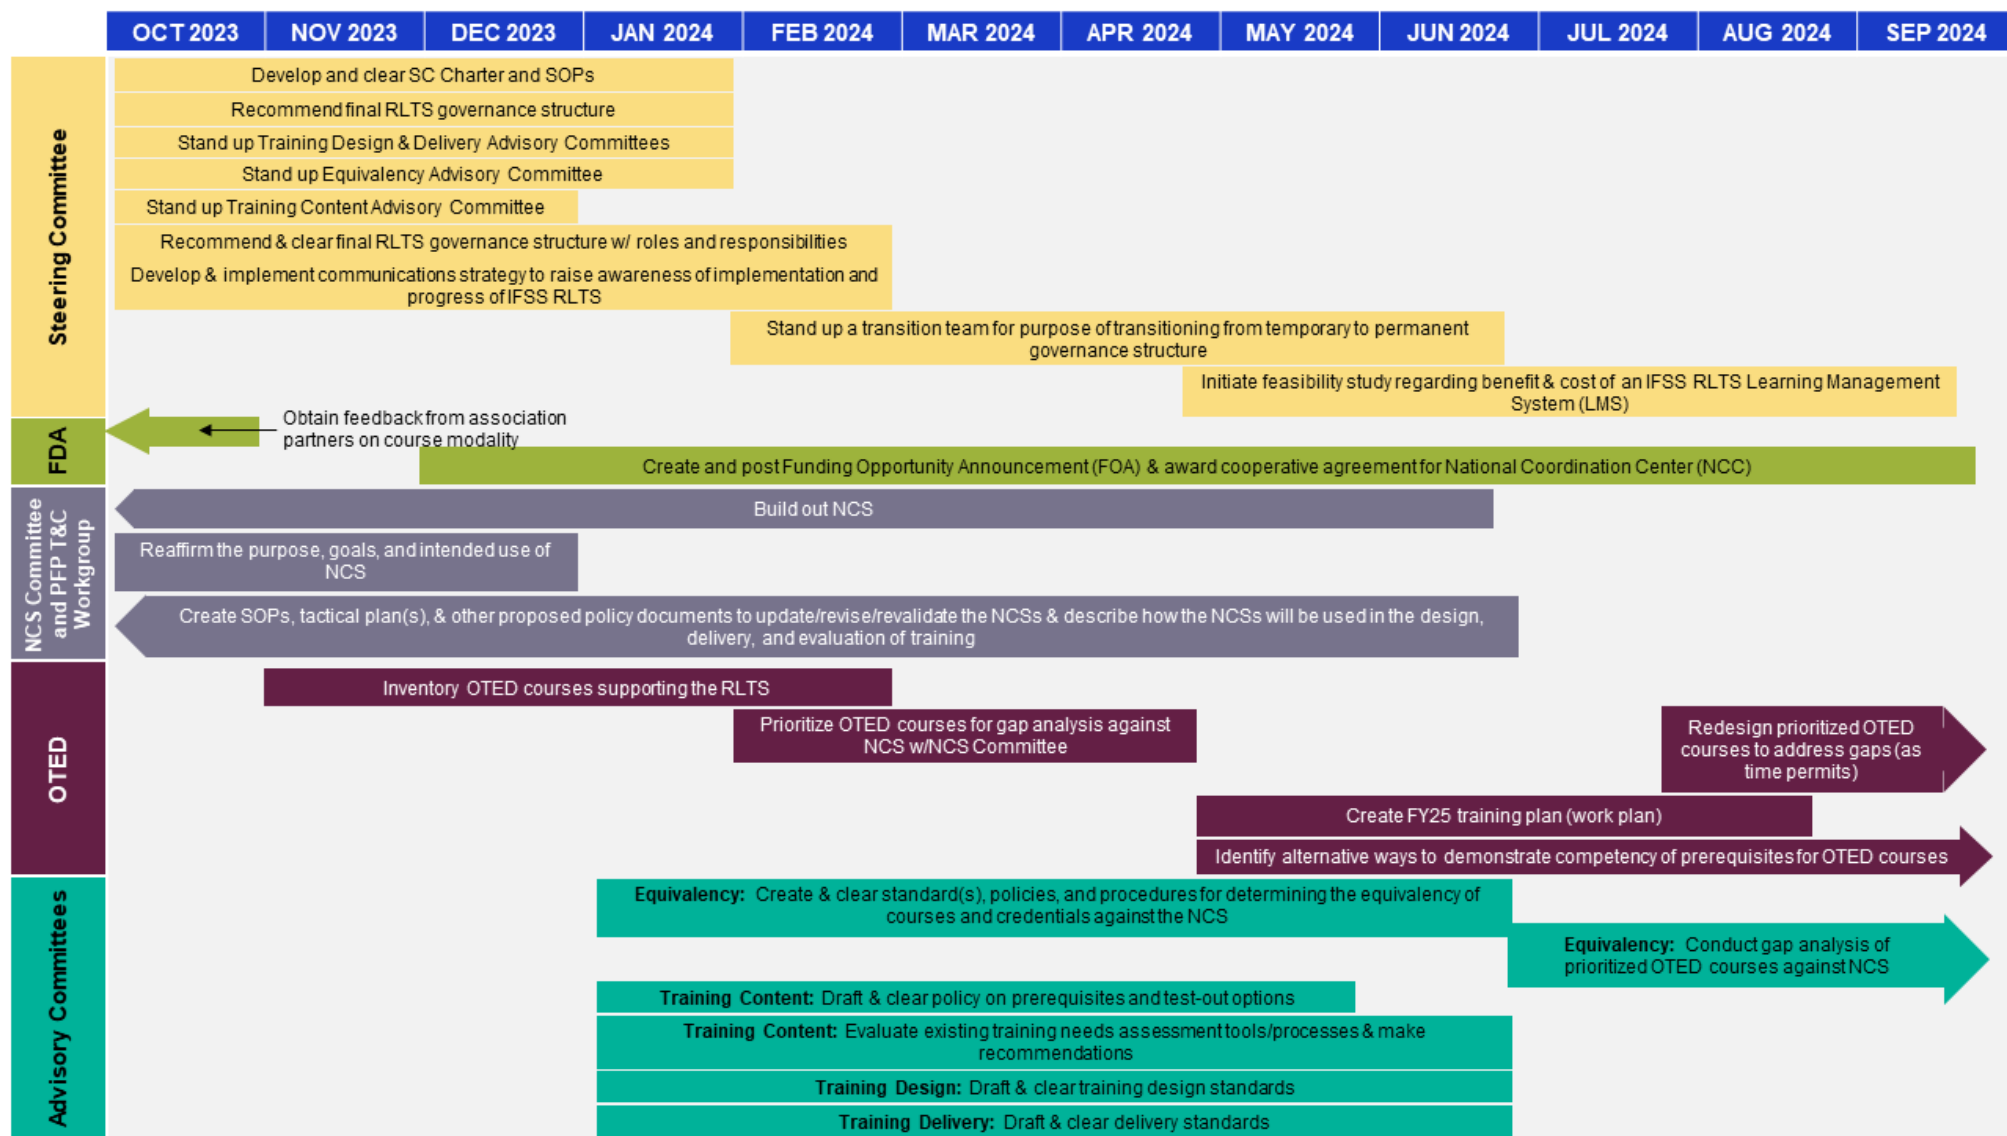 OCT 2023 NOV 2023 DEC 2023 JAN 2024 FEB 2024 MAR 2024 APR 2024 MAY 2024 JUN 2024 JUL 2024 AUG 2024 SEP 2024
Steering Committee
Develop and clear SC Charter and SOPs
Recommend final RLTS governance structure
Stand up Training Design & Delivery Advisory Committees
Stand up Equivalency Advisory Committee
Stand up Training Content Advisory Committee
Recommend & clear final RLTS governance structure w/ roles and responsibilities
Develop & implement communications strategy to raise awareness of implementation and
progress of IFSS RLTS
Stand up a transition team for purpose of transitioning from temporary to permanent
governance structure
Initiate feasibility study regarding benefit & cost of an IFSS RLTS Learning Management
System (LMS)
FDA
Obtain feedback from association
partners on course modality
Create and post Funding Opportunity Announcement (FOA) & award cooperative agreement for National Coordination Center (NCC)
NCS Committee
and PFP T&C
Workgroup
Build out NCS
Reaffirm the purpose, goals, and intended use of
NCS
Create SOPs, tactical plan(s), & other proposed policy documents to update/revise/revalidate the NCSs & describe how the NCSs will be used in the design,
delivery, and evaluation of training
OTED
Inventory OTED courses supporting the RLTS
Prioritize OTED courses for gap analysis against
NCS w/NCS Committee
Redesign prioritized OTED
courses to address gaps (as
time permits)
Create FY25 training plan (work plan)
Identify alternative ways to demonstrate competency of prerequisites for OTED courses
Advisory Committees
Equivalency: Create & clear standard(s), policies, and procedures for determining the equivalency of
courses and credentials against the NCS
Equivalency: Conduct gap analysis of
prioritized OTED courses against NCS
Training Content: Draft & clear policy on prerequisites and test-out options
Training Content: Evaluate existing training needs assessment tools/processes & make
recommendations
Training Design: Draft & clear training design standards
Training Delivery: Draft & clear delivery standards